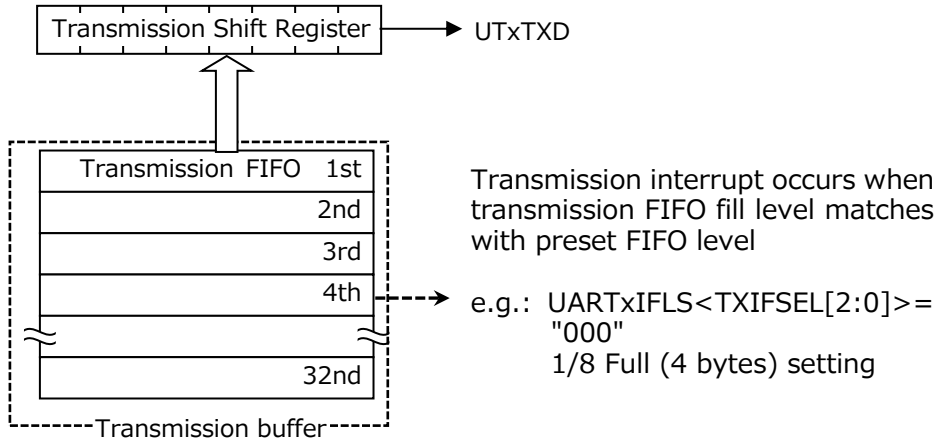 Transmission Shift Register
UTxTXD
Transmission FIFO 1st
2nd
3rd
4th
32nd
Transmission buffer
Transmission interrupt occurs when
transmission FIFO fill level matches
with preset FIFO level
e.g.: UARTxIFLS<TXIFSEL[2:0]>=
"000"
1/8 Full (4 bytes) setting